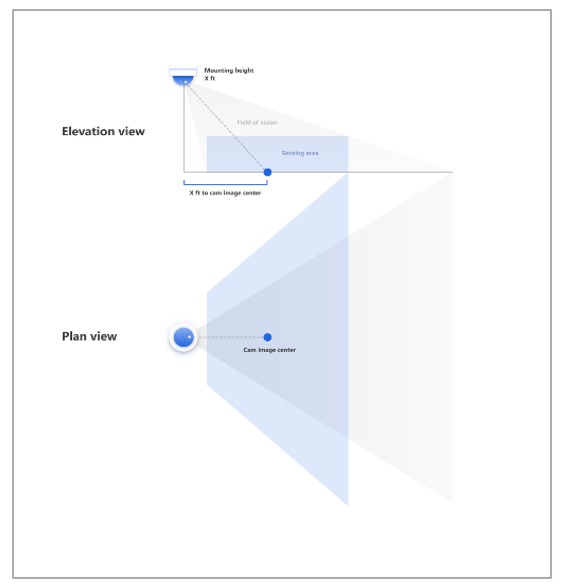 Mounting height
X ft
Elevation view
Field of vision
Sensing area
X ft to cam image center
Plan view
Cam image center